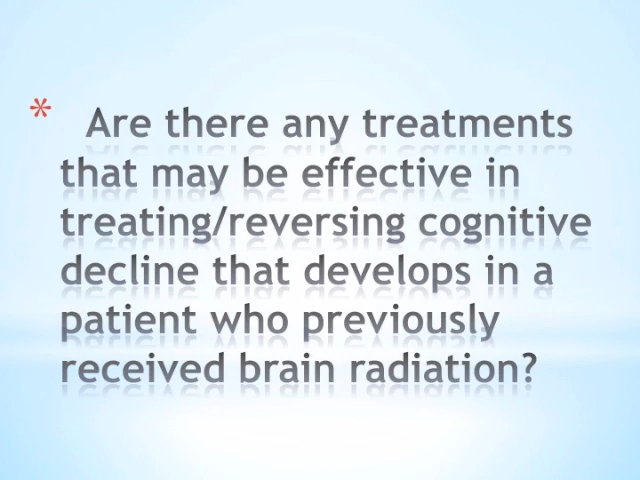 * Are there any treatments
that may be effective in
treating/reversing cognitive
decline that develops in a
patient who previously
received brain radiation?